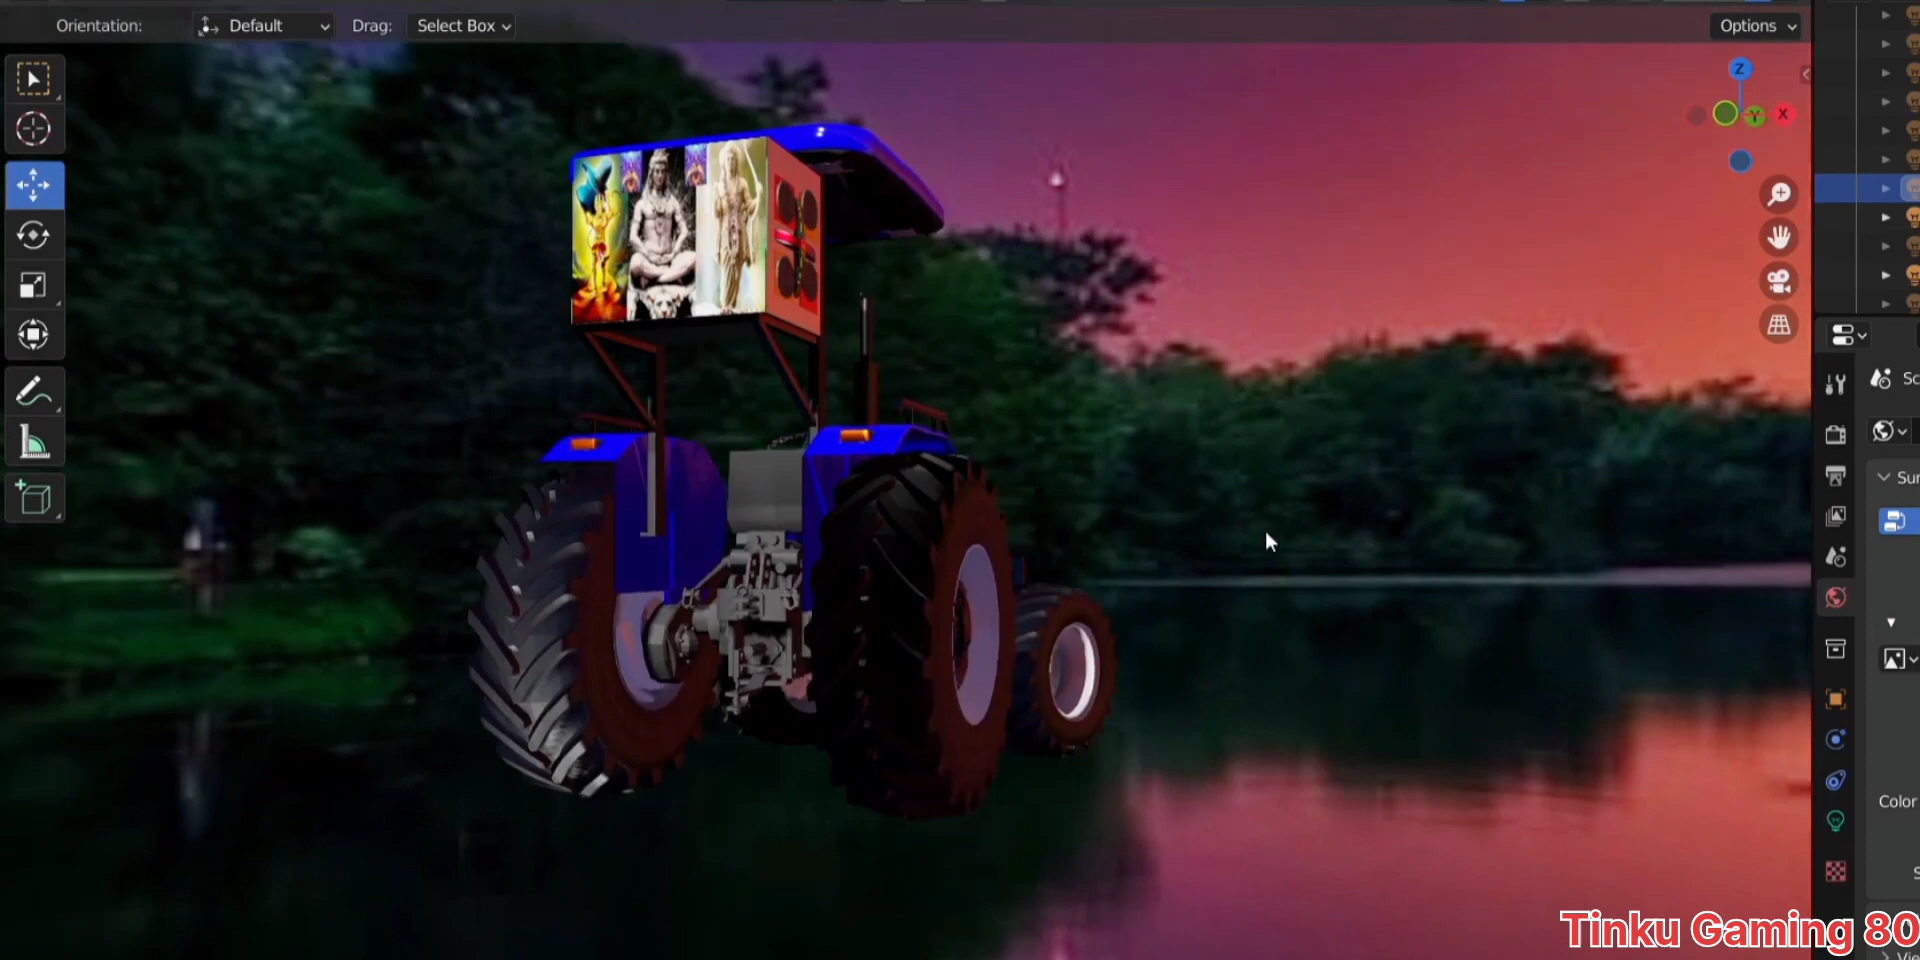 Orientation: Default Drag: Select Box Options
Z
Y X
Color
Tinku Gaming 80